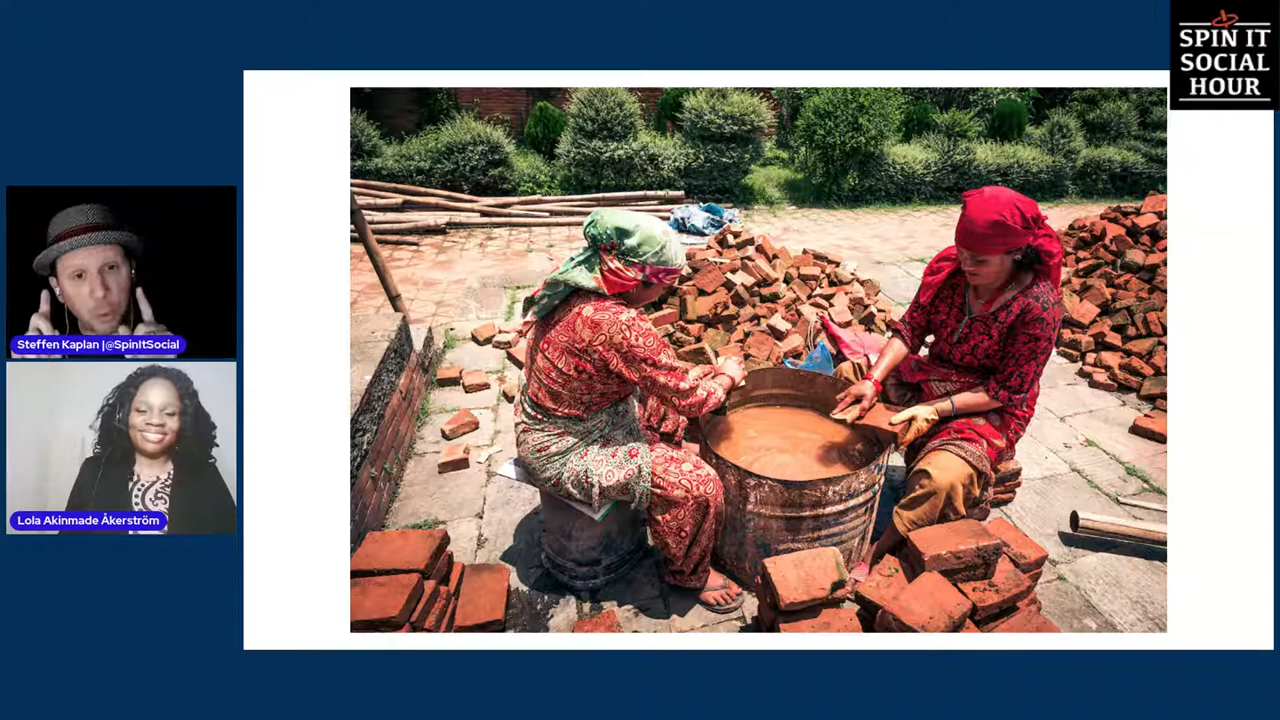 SPIN IT
SOCIAL
HOUR
Steffen Kaplan |@SpinItSocial
Lola Akinmade Åkerström